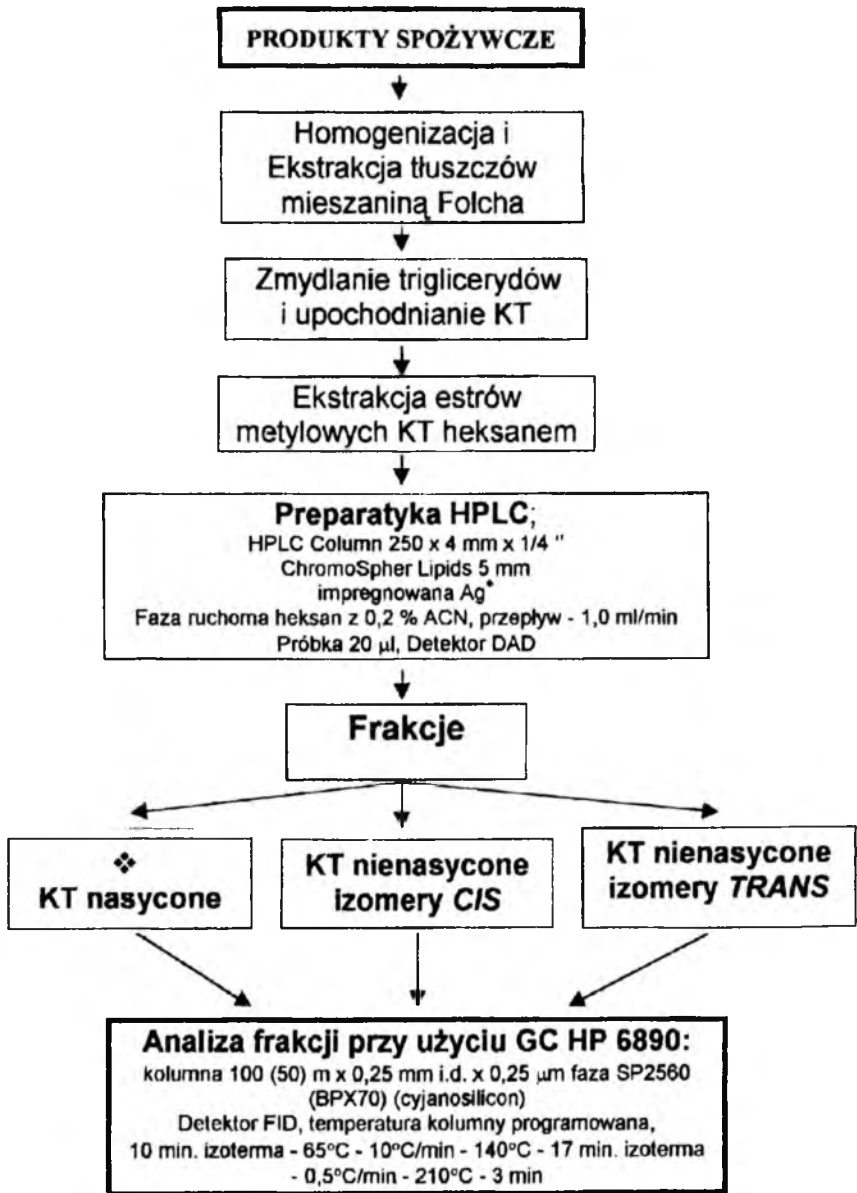 PRODUKTY SPOŻYWCZE
Homogenizacja i
Ekstrakcja tłuszczów
mieszaniną Folcha
Zmydlanie triglicerydów
i upochodnianie KT
Ekstrakcja estrów
metylowych KT heksanem
Preparatyka HPLC;
HPLC Column 250 x 4 mm x 1/4 "
ChromoSpher Lipids 5 mm
impregnowana Ag+
Faza ruchoma heksan z 0,2 % ACN, przepływ - 1,0 ml/min
Próbka 20 µl, Detektor DAD
Frakcje
❖
KT nasycone
KT nienasycone
izomery CIS
KT nienasycone
izomery TRANS
Analiza frakcji przy użyciu GC HP 6890:
kolumna 100 (50) m x 0,25 mm i.d. x 0,25 µm faza SP2560
(BPX70) (cyjanosilicon)
Detektor FID, temperatura kolumny programowana,
10 min. izoterma - 65°C - 10°C/min - 140°C - 17 min. izoterma
- 0,5°C/min - 210°C - 3 min